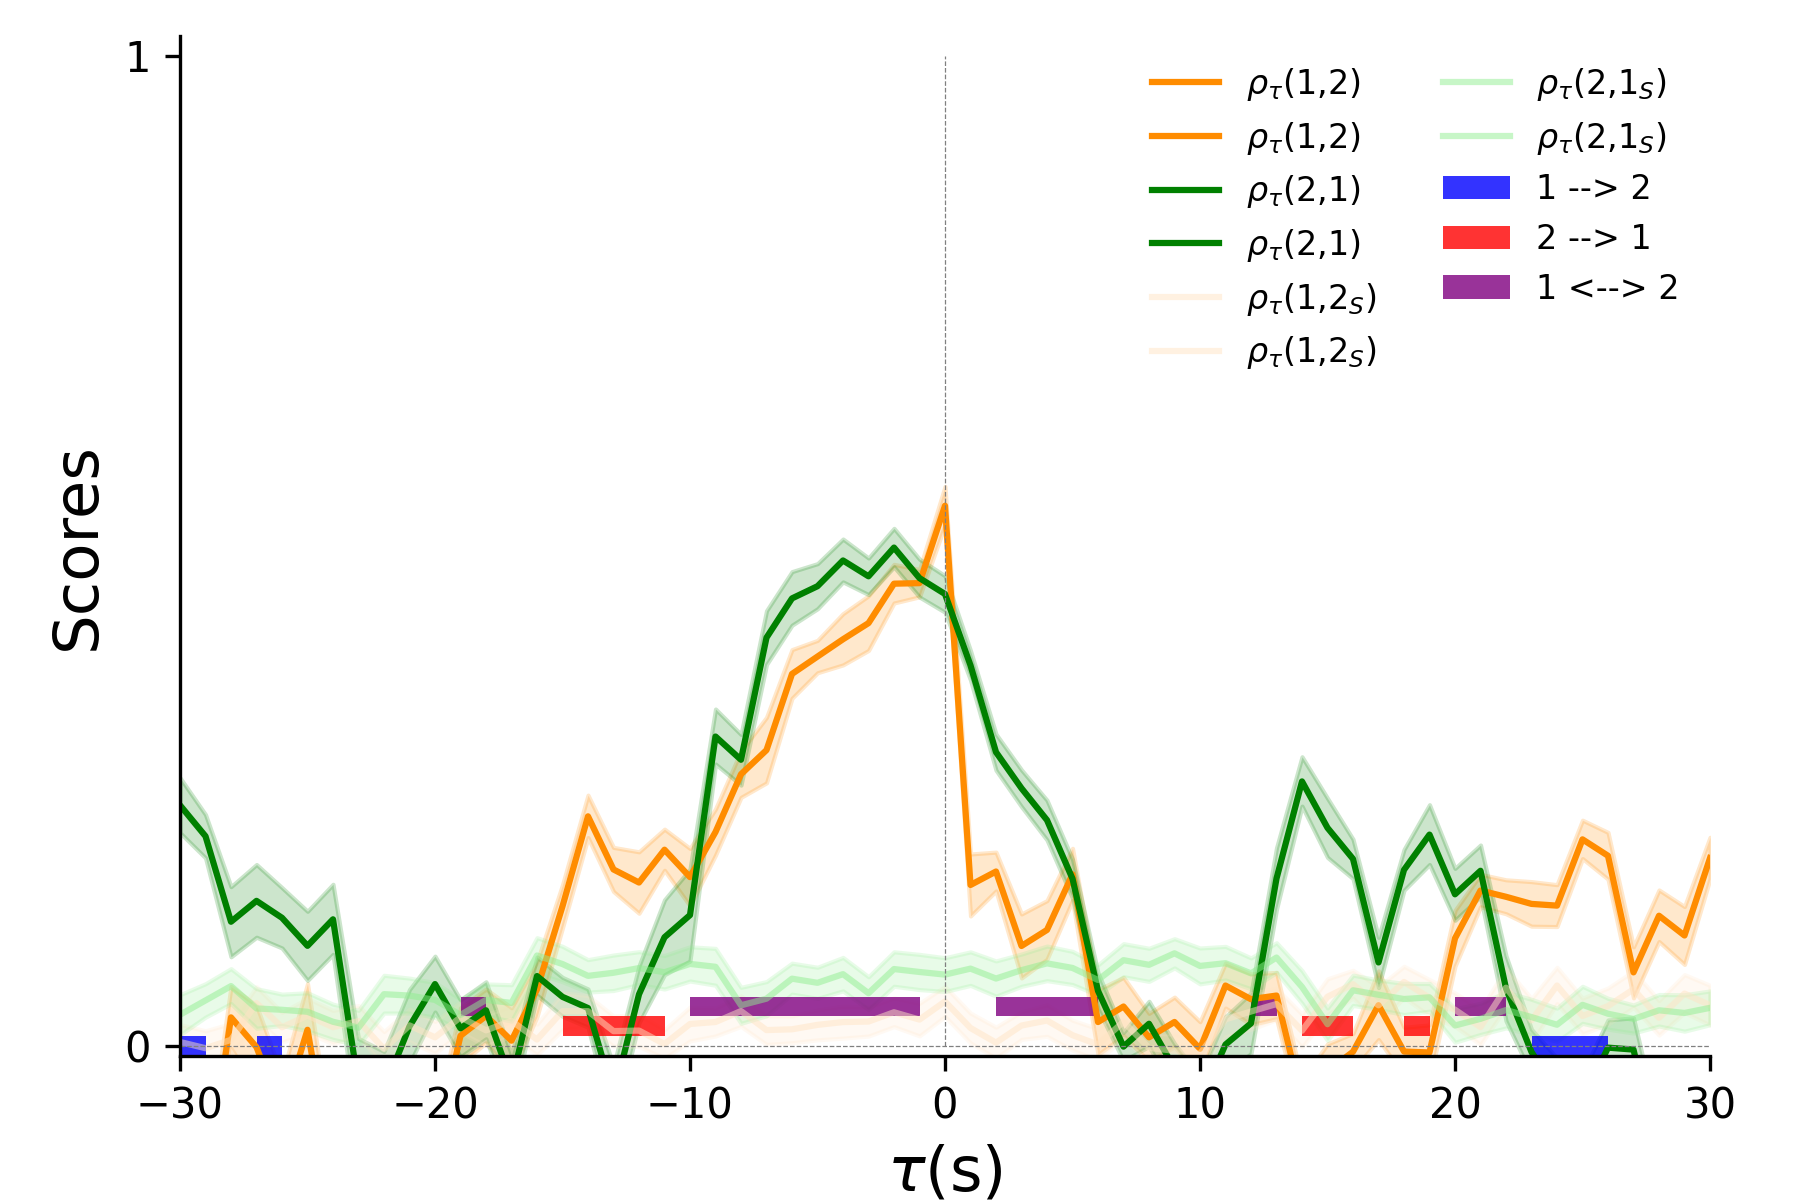 1
ρτ(1,2)
ρτ(1,2)
ρτ(2,1)
ρτ(2,1)
ρτ(1,2S)
ρτ(1,2S)
ρτ(2,1S)
ρτ(2,1S)
1 --> 2
2 --> 1
1 <--> 2
Scores
0
−30 −20 −10 0 10 20 30
τ(s)